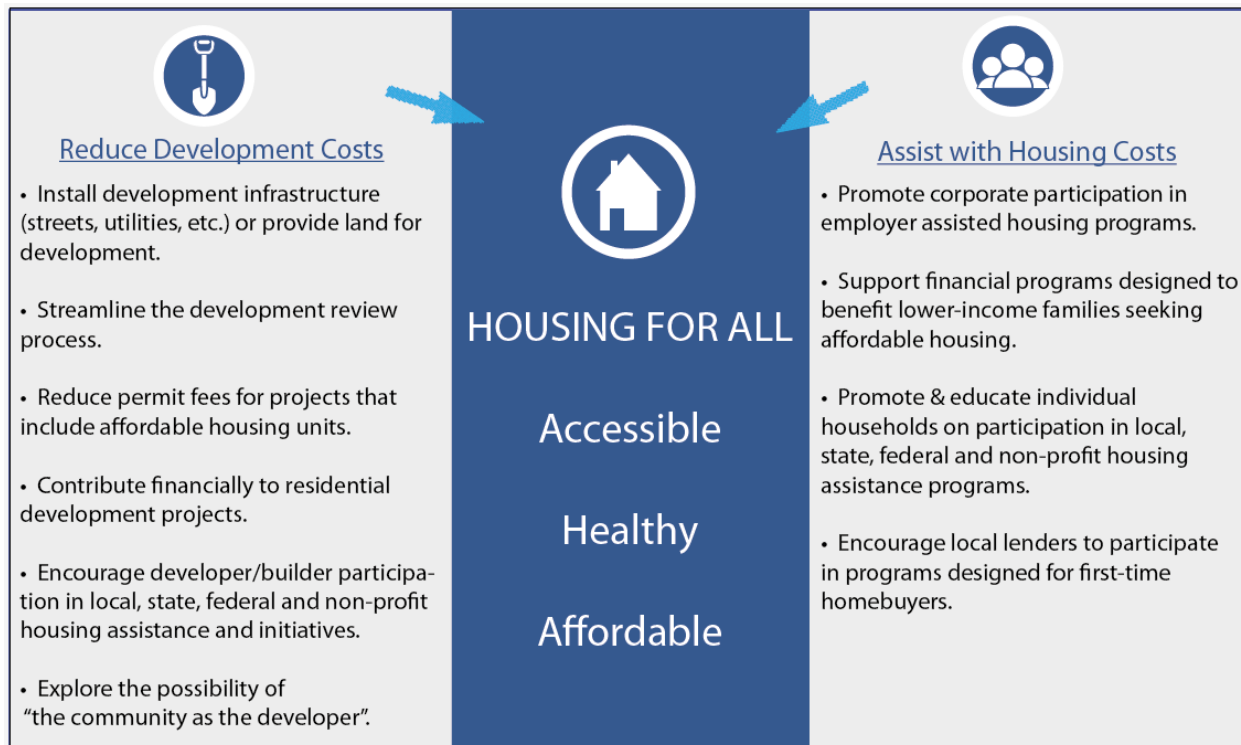 Reduce Development Costs
• Install development infrastructure
(streets, utilities, etc.) or provide land for
development.
• Streamline the development review
process.
• Reduce permit fees for projects that
include affordable housing units.
• Contribute financially to residential
development projects.
• Encourage developer/builder participa-
tion in local, state, federal and non-profit
housing assistance and initiatives.
• Explore the possibility of
“the community as the developer”.
HOUSING FOR ALL
Accessible
Healthy
Affordable
Assist with Housing Costs
• Promote corporate participation in
employer assisted housing programs.
• Support financial programs designed to
benefit lower-income families seeking
affordable housing.
• Promote & educate individual
households on participation in local,
state, federal and non-profit housing
assistance programs.
• Encourage local lenders to participate
in programs designed for first-time
homebuyers.